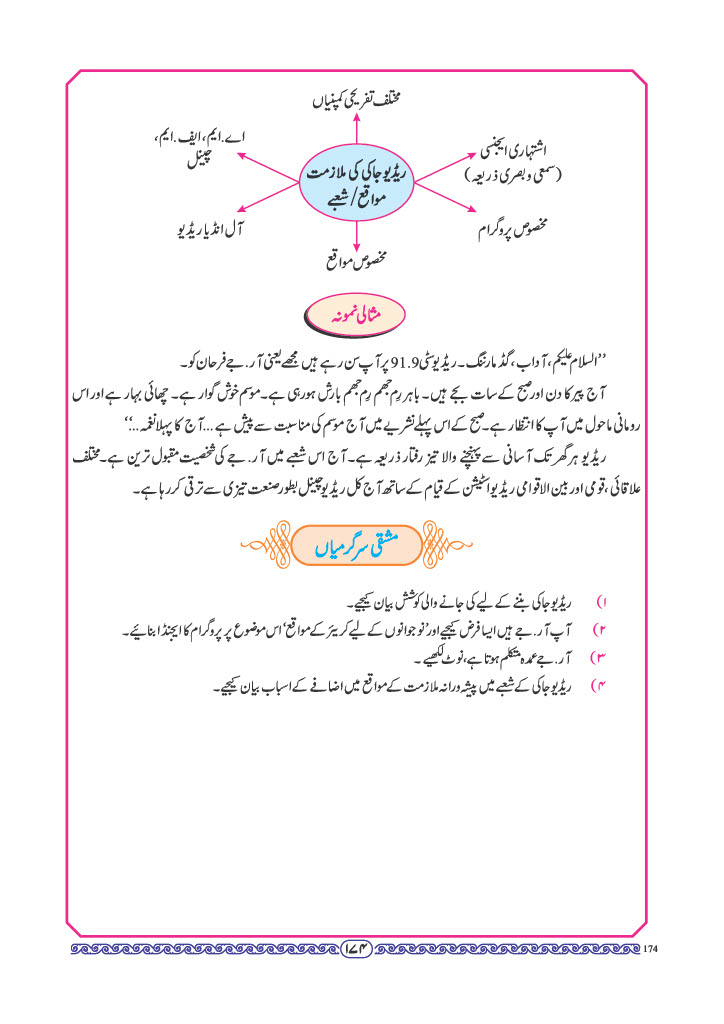 مختلف تفریحی کمپنیاں
اشتہاری ایجنسی
(سمعی و بصری ذریعہ)
اے.ایم، ایف.ایم،
چینل
ریڈیو جاکی کی ملازمت
مواقع/شعبے
مخصوص پروگرام
آل انڈیا ریڈیو
مخصوص مواقع
مثالی نمونہ
’’السلام علیکم، آداب، گڈ مارننگ۔ ریڈیو سٹی 91.9 پر آپ سن رہے ہیں مجھے یعنی آر.جے فرحان کو۔
آج پیر کا دن اور صبح کے سات بجے ہیں۔ باہر رِم جھم رِم جھم بارش ہو رہی ہے۔ موسم خوش گوار ہے۔ چھائی بہار ہے اور اس
رومانی ماحول میں آپ کا انتظار ہے۔ صبح کے اس پہلے نشریے میں آج موسم کی مناسبت سے پیش ہے... آج کا پہلا نغمہ...‘‘
ریڈیو ہر گھر تک آسانی سے پہنچنے والا تیز رفتار ذریعہ ہے۔ آج اس شعبے میں آر.جے کی شخصیت مقبول ترین ہے۔ مختلف
علاقائی، قومی اور بین الاقوامی ریڈیو اسٹیشن کے قیام کے ساتھ آج کل ریڈیو چینل بطور صنعت تیزی سے ترقی کر رہا ہے۔
مشقی سرگرمیاں
۱) ریڈیو جاکی بننے کے لیے کی جانے والی کوشش بیان کیجیے۔
۲) آپ آر.جے ہیں ایسا فرض کیجیے اور ’نوجوانوں کے لیے کریئر کے مواقع‘ اس موضوع پر پروگرام کا ایجنڈا بنائیے۔
۳) آر.جے عمدہ متکلم ہوتا ہے، نوٹ لکھیے۔
۴) ریڈیو جاکی کے شعبے میں پیشہ ورانہ ملازمت کے مواقع میں اضافے کے اسباب بیان کیجیے۔
۱۷۴
174